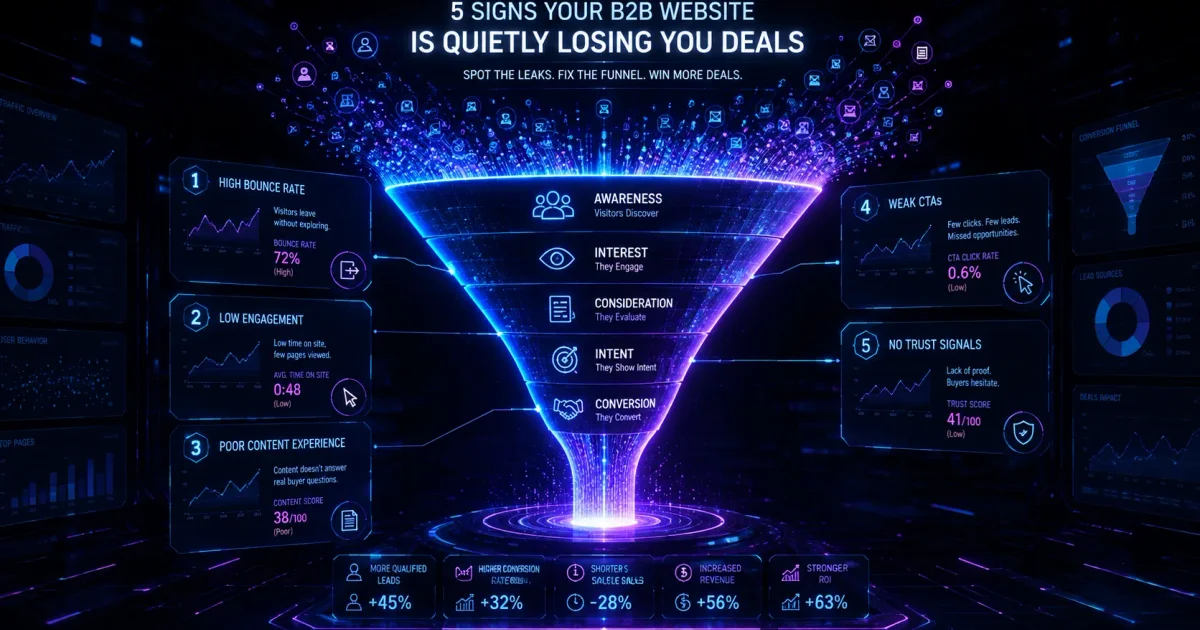 5 SIGNS YOUR B2B WEBSITE
IS QUIETLY LOSING YOU DEALS
SPOT THE LEAKS. FIX THE FUNNEL. WIN MORE DEALS.
TRAFFIC OVERVIEW
TRAFFIC
USER BEHAVIOR
TOP PAGES
1
HIGH BOUNCE RATE
Visitors leave
without exploring.
BOUNCE RATE
72%
(High)
2
LOW ENGAGEMENT
Low time on site,
few pages viewed.
AVG. TIME ON SITE
0:48
(Low)
3
POOR CONTENT EXPERIENCE
Content doesn't answer
real buyer questions.
CONTENT SCORE
38/100
(Poor)
AWARENESS
Visitors Discover
INTEREST
They Engage
CONSIDERATION
They Evaluate
INTENT
They Show Intent
CONVERSION
They Convert
4
WEAK CTAs
Few clicks. Few leads.
Missed opportunities.
CTA CLICK RATE
0.6%
(Low)
5
NO TRUST SIGNALS
Lack of proof.
Buyers hesitate.
TRUST SCORE
41/100
(Low)
CONVERSION FUNNEL
LEAD SOURCES
DEALS IMPACT
MORE QUALIFIED
LEADS
+45%
HIGHER CONVERSION
+32%
-28%
INCREASED
REVENUE
+56%
STRONGER
ROI
+63%